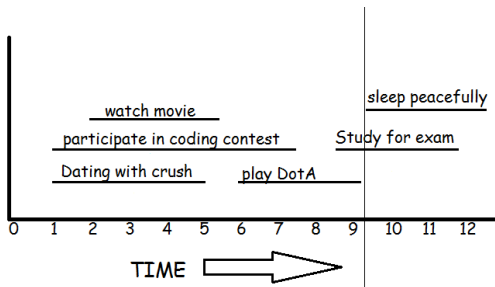 sleep peacefully
watch movie
participate in coding contest
Study for exam
Dating with crush
play DotA
0 1 2 3 4 5 6 7 8 9 10 11 12
TIME